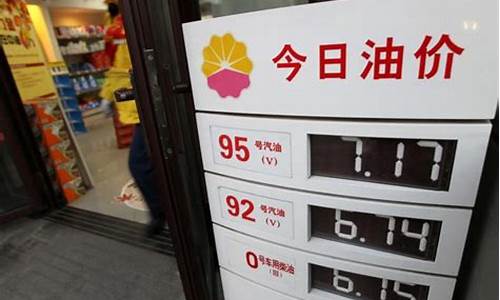 今日油价
95 号汽油 (V) 7.17
92 号汽油 (V) 6.74
0 号车用柴油 (III)